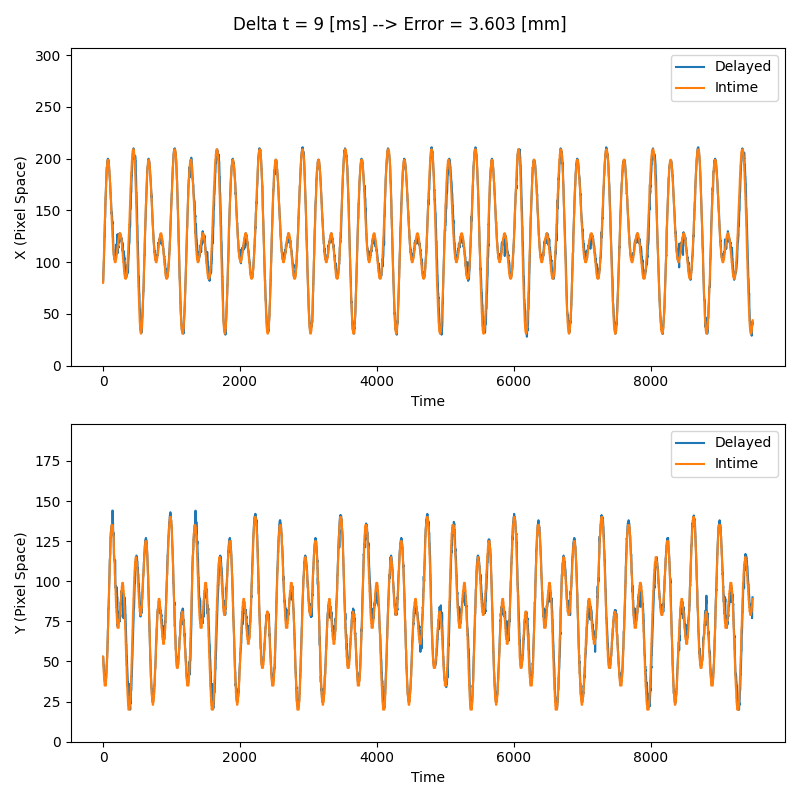 Delta t = 9 [ms] --> Error = 3.603 [mm]
300
250
200
150
100
50
0
X (Pixel Space)
Delayed
Intime
0 2000 4000 6000 8000
Time
175
150
125
100
75
50
25
0
Y (Pixel Space)
Delayed
Intime
0 2000 4000 6000 8000
Time